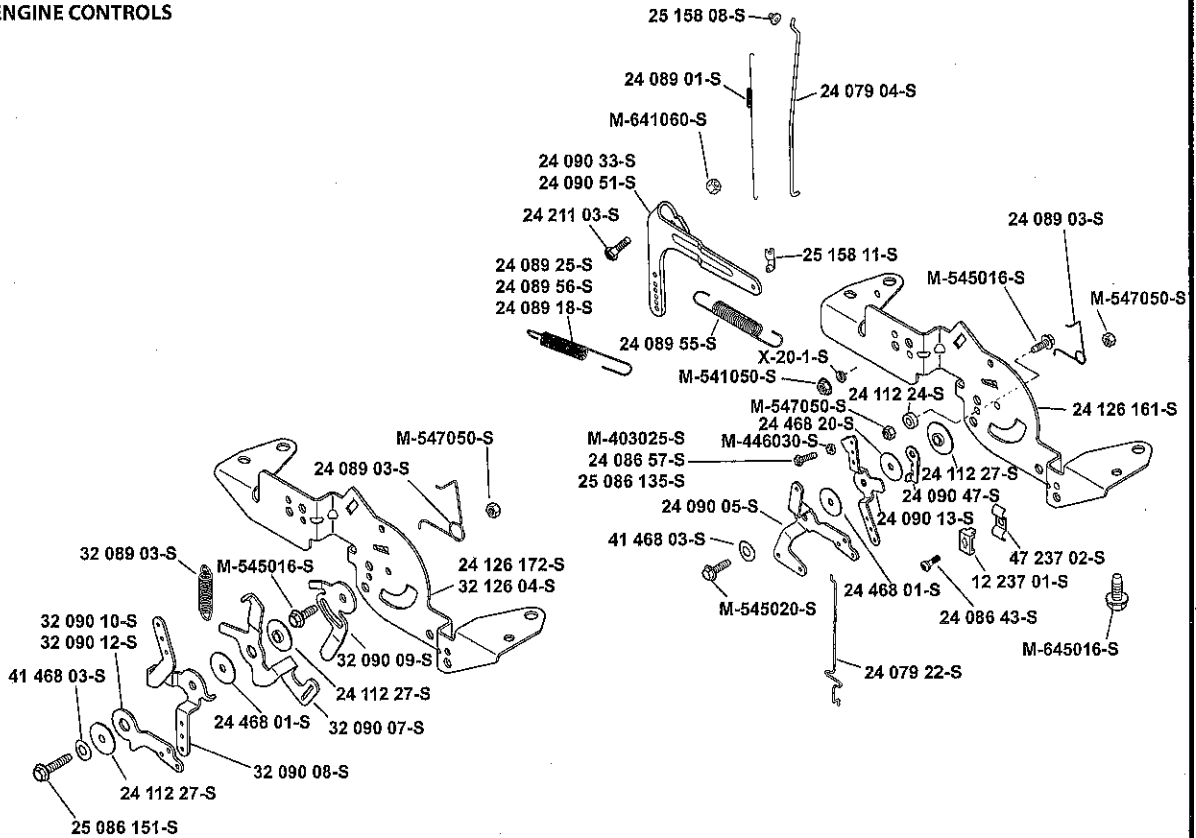 ENGINE CONTROLS
25 158 08-S
24 089 01-S
24 079 04-S
M-641060-S
24 090 33-S
24 090 51-S
24 211 03-S
24 089 03-S
25 158 11-S
24 089 25-S
24 089 56-S
24 089 18-S
M-545016-S
M-547050-S
24 089 55-S
X-20-1-S
M-541050-S
24 112 24-S
24 126 161-S
M-547050-S
24 468 20-S
M-403025-S
M-446030-S
24 086 57-S
25 086 135-S
24 112 27-S
24 090 47-S
24 090 05-S
24 090 13-S
41 468 03-S
47 237 02-S
12 237 01-S
M-545020-S
24 468 01-S
24 086 43-S
M-645016-S
24 079 22-S
M-547050-S
24 089 03-S
32 089 03-S
M-545016-S
24 126 172-S
32 126 04-S
32 090 10-S
32 090 12-S
41 468 03-S
32 090 09-S
24 112 27-S
24 468 01-S
32 090 07-S
32 090 08-S
24 112 27-S
25 086 151-S